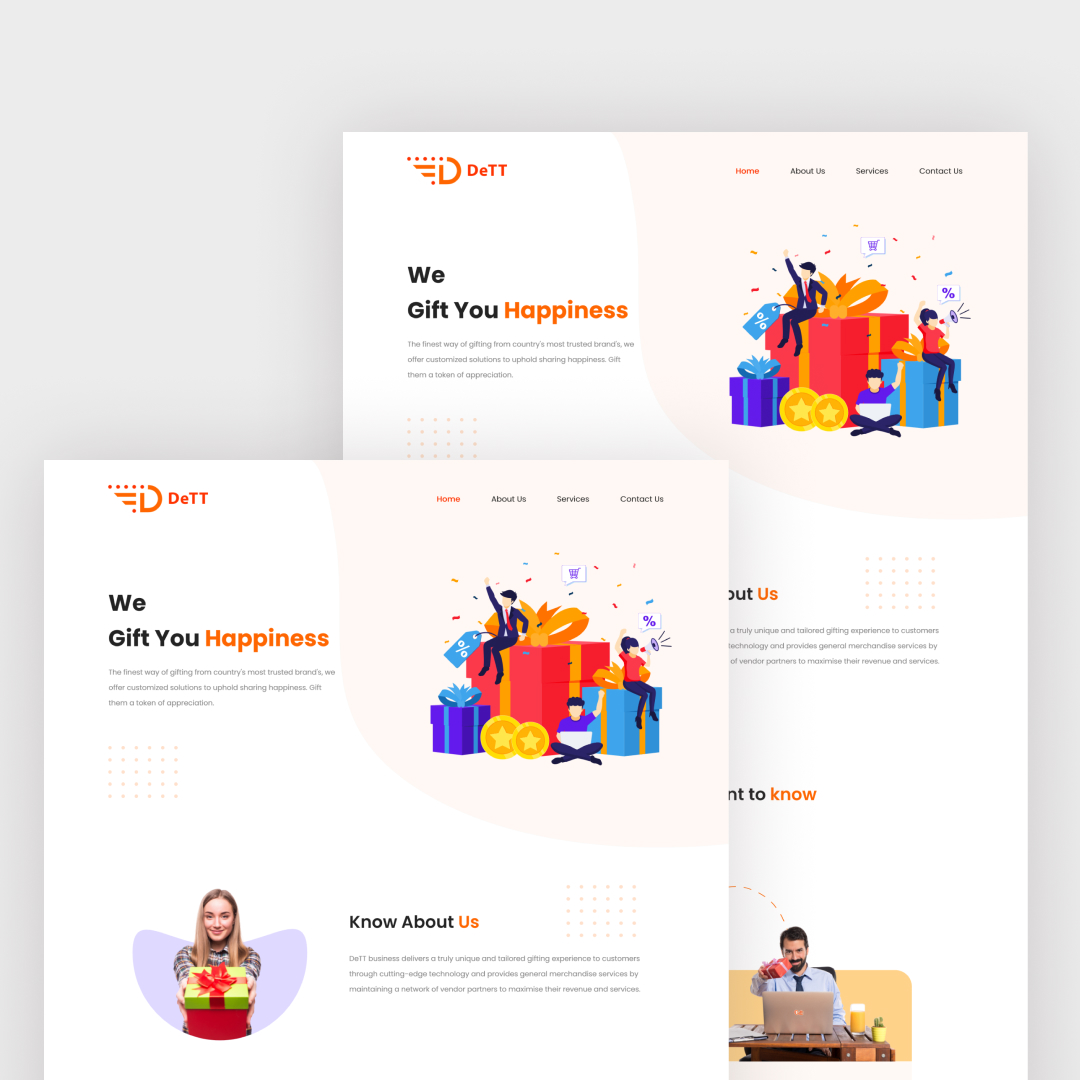 DeTT
Home About Us Services Contact Us
%
%
We
Gift You Happiness
The finest way of gifting from country's most trusted brand's, we
offer customized solutions to uphold sharing happiness. Gift
them a token of appreciation.
DeTT
Home About Us Services Contact Us
%
%
We
Gift You Happiness
The finest way of gifting from country's most trusted brand's, we
offer customized solutions to uphold sharing happiness. Gift
them a token of appreciation.
Know About Us
DeTT business delivers a truly unique and tailored gifting experience to customers
through cutting-edge technology and provides general merchandise services by
maintaining a network of vendor partners to maximise their revenue and services.
out Us
a truly unique and tailored gifting experience to customers
technology and provides general merchandise services by
of vendor partners to maximise their revenue and services.
nt to know